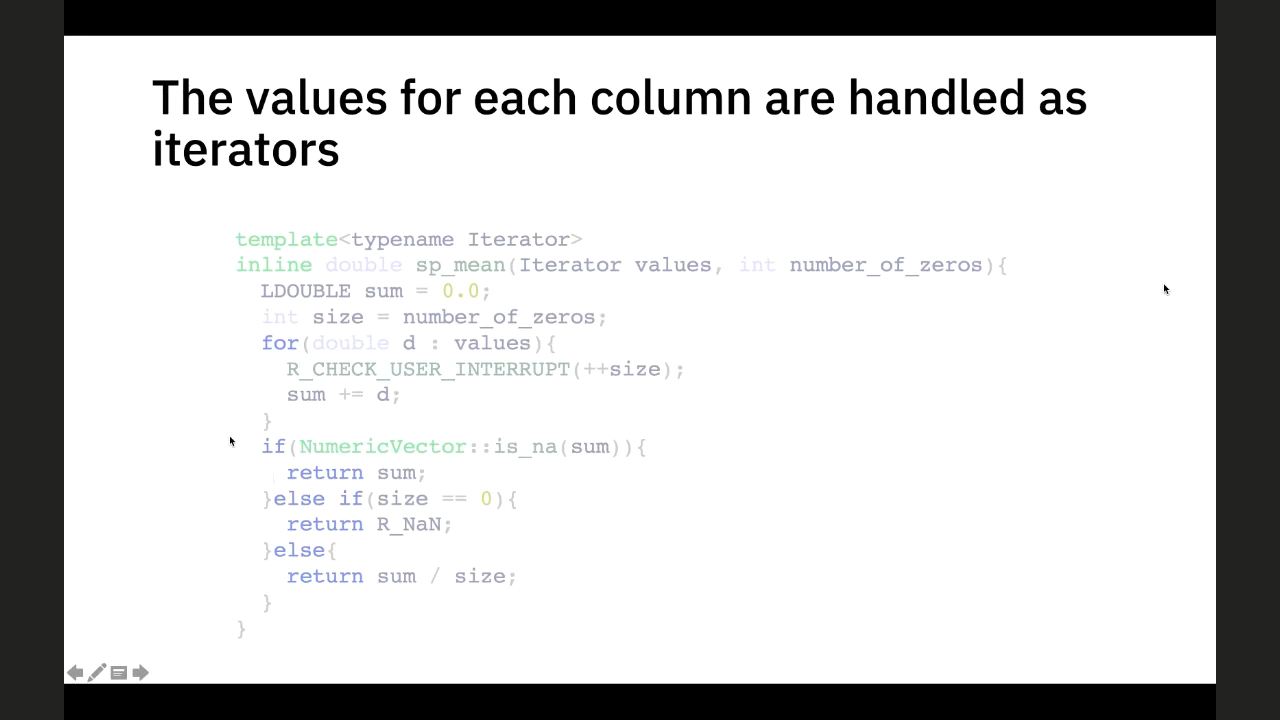 The values for each column are handled as
iterators
template<typename Iterator>
inline double sp_mean(Iterator values, int number_of_zeros){
  LDOUBLE sum = 0.0;
  int size = number_of_zeros;
  for(double d : values){
    R_CHECK_USER_INTERRUPT(++size);
    sum += d;
  }
  if(NumericVector::is_na(sum)){
    return sum;
  }else if(size == 0){
    return R_NaN;
  }else{
    return sum / size;
  }
}